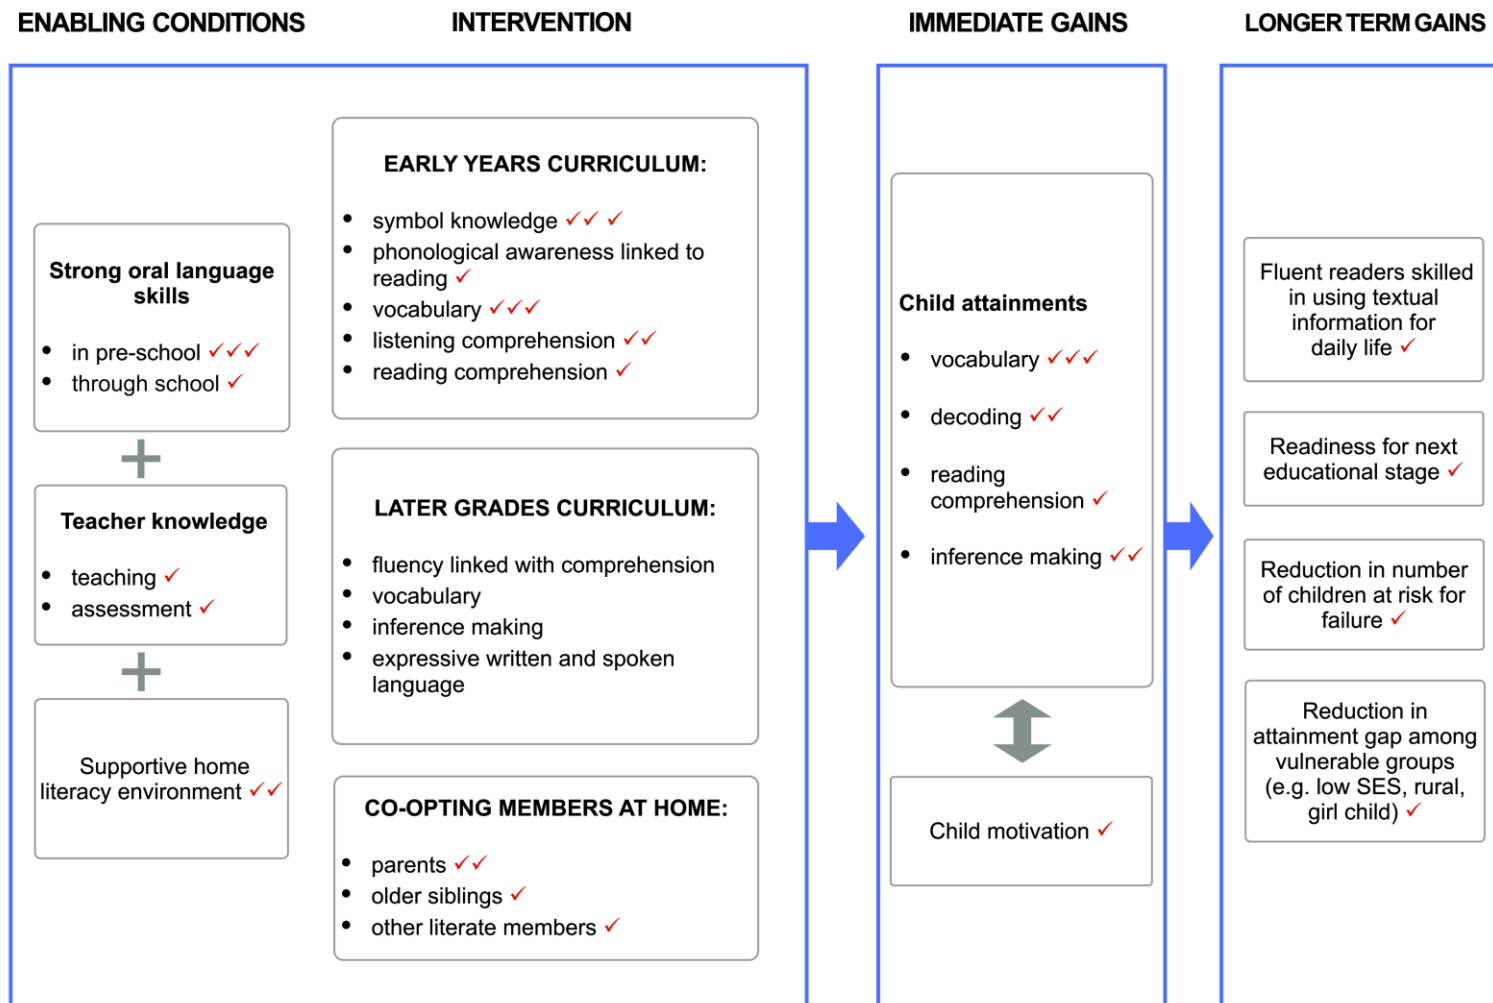 ENABLING CONDITIONS
INTERVENTION
IMMEDIATE GAINS
LONGER TERM GAINS
Strong oral language
skills
• in pre-school ✓✓✓
• through school ✓
+
Teacher knowledge
• teaching ✓
• assessment ✓
+
Supportive home
literacy environment ✓✓
EARLY YEARS CURRICULUM:
• symbol knowledge ✓✓✓
• phonological awareness linked to
reading ✓
• vocabulary ✓✓✓
• listening comprehension ✓✓
• reading comprehension ✓
LATER GRADES CURRICULUM:
• fluency linked with comprehension
• vocabulary
• inference making
• expressive written and spoken
language
CO-OPTING MEMBERS AT HOME:
• parents ✓✓
• older siblings ✓
• other literate members ✓
Child attainments
• vocabulary ✓✓✓
• decoding ✓✓
• reading
comprehension ✓
• inference making ✓✓
Child motivation ✓
Fluent readers skilled
in using textual
information for
daily life ✓
Readiness for next
educational stage ✓
Reduction in number
of children at risk for
failure ✓
Reduction in
attainment gap among
vulnerable groups
(e.g. low SES, rural,
girl child) ✓